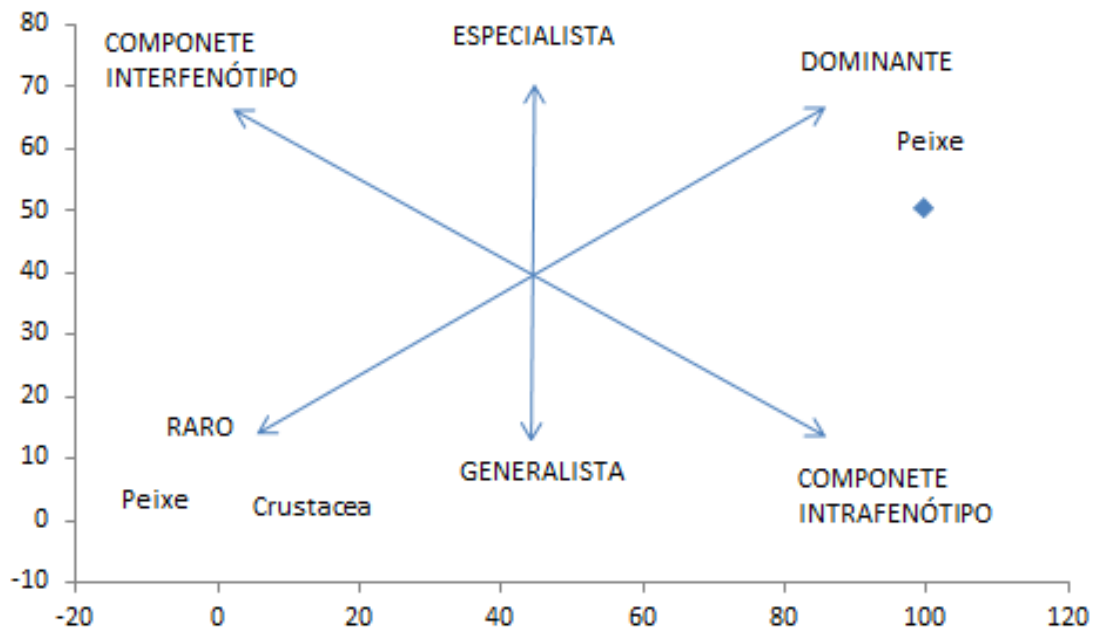 80
70
60
50
40
30
20
10
0
-10
COMPONETE
INTERFENÓTIPO
ESPECIALISTA
DOMINANTE
Peixe
RARO
Peixe
Crustacea
GENERALISTA
COMPONETE
INTRAFENÓTIPO
-20 0 20 40 60 80 100 120